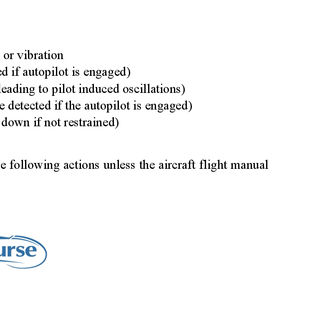 or vibration
d if autopilot is engaged)
leading to pilot induced oscillations)
e detected if the autopilot is engaged)
down if not restrained)
e following actions unless the aircraft flight manual
urse